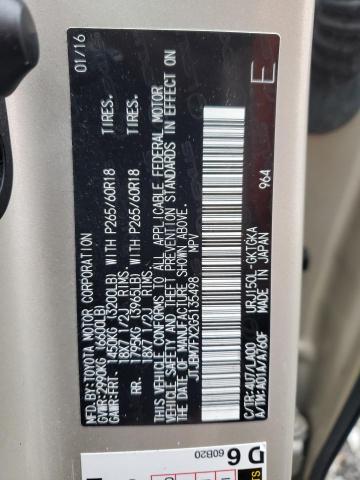 MFD. BY: TOYOTA MOTOR CORPORATION 01/16
GVWR: 2990KG (6600LB)
GAWR: FRT. 1450KG (3200LB) WITH P265/60R18 TIRES,
18X7 1/2J RIMS.
RR. 1795KG (3965LB) WITH P265/60R18 TIRES,
18X7 1/2J RIMS.
THIS VEHICLE CONFORMS TO ALL APPLICABLE FEDERAL MOTOR
VEHICLE SAFETY AND THEFT PREVENTION STANDARDS IN EFFECT ON
THE DATE OF MANUFACTURE SHOWN ABOVE.
MPV
E
C/TR:4U7/LA00 URJ150L-GKTGKA
A/TM:A01A/A760F MADE IN JAPAN 964
D 6
60B20